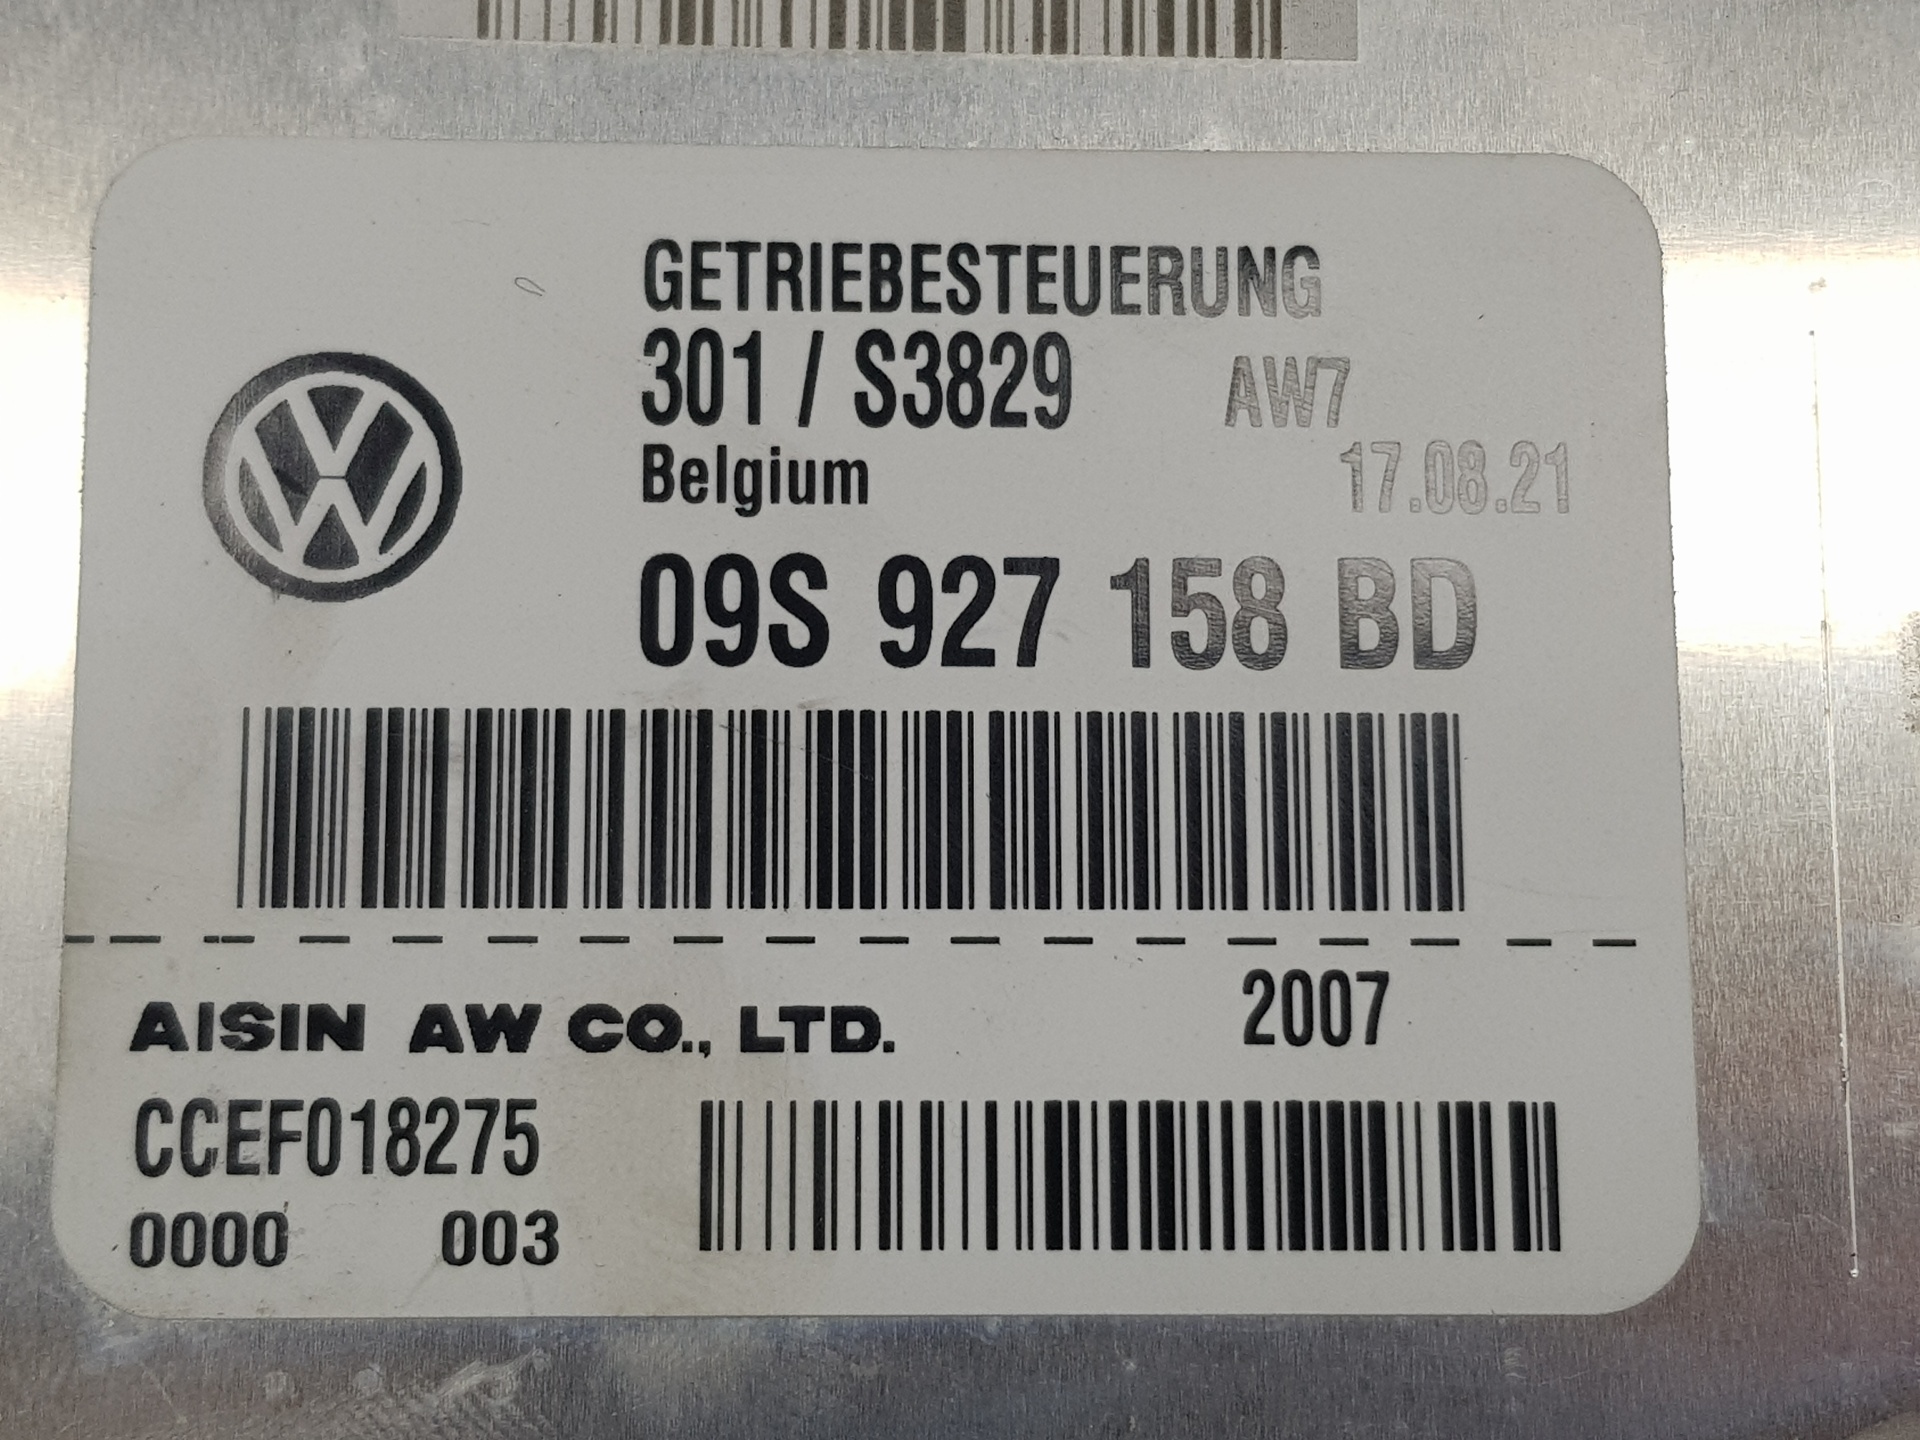 GETRIEBESTEUERUNG
301 / S3829 AW7
Belgium 17.08.21
09S 927 158 BD
AISIN AW CO., LTD. 2007
CCEF018275
0000 003